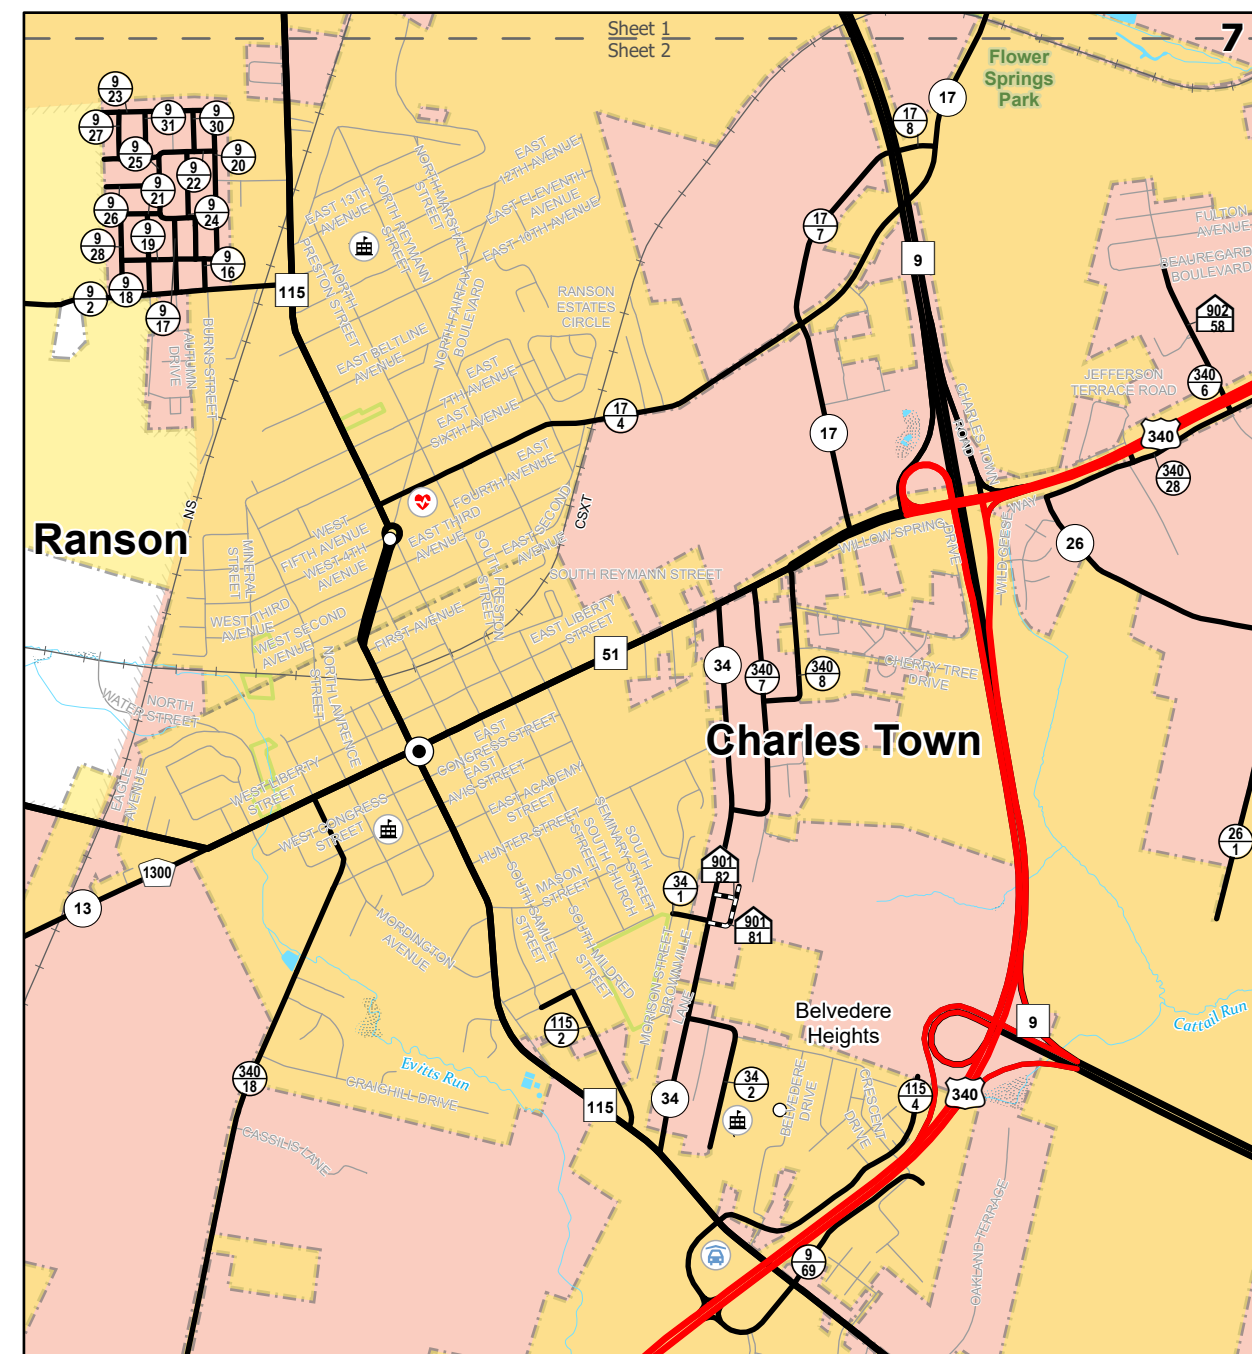 Sheet 1
Sheet 2
7
Flower
Springs
Park
9
23
9
27
9
31
9
30
9
25
9
20
9
22
9
21
9
26
9
24
9
19
9
28
9
16
9
18
9
2
9
17
115
17
17
8
17
7
9
EAST
12TH AVENUE
NORTH MARSHALL
STREET
EAST 13TH
AVENUE
NORTH REYMANN
STREET
EAST ELEVENTH
AVENUE
EAST 10TH AVENUE
NORTH
PRESTON STREET
NORTH FAIRFAX
BOULEVARD
RANSON
ESTATES
CIRCLE
EAST BELTLINE
AVENUE
EAST
7TH AVENUE
EAST
SIXTH AVENUE
AUTUMN
DRIVE
BURNS STREET
FULTON
AVENUE
BEAUREGARD
BOULEVARD
902
58
JEFFERSON
TERRACE ROAD
340
6
340
340
28
CHARLES TOWN
ROAD
17
4
17
EAST
FOURTH AVENUE
EAST THIRD
AVENUE
EAST SECOND
AVENUE
CSXT
NS
Ranson
WEST
FIFTH AVENUE
WEST 4TH
AVENUE
MINERAL
STREET
WEST THIRD
AVENUE
WEST SECOND
AVENUE
FIRST AVENUE
SOUTH PRESTON
STREET
SOUTH REYMANN STREET
EAST LIBERTY
STREET
WILLOW SPRING
DRIVE
WILD GEESE
WAY
26
51
34
340
7
340
8
CHERRY TREE
DRIVE
Charles Town
NORTH
WATER STREET
NORTH LAWRENCE
STREET
EAGLE
AVENUE
WEST LIBERTY
STREET
WEST CONGRESS
STREET
EAST
CONGRESS STREET
EAST
AVIS STREET
EAST ACADEMY
STREET
HUNTER STREET
MASON
STREET
SOUTH CHURCH
STREET
SOUTH
SEMINARY STREET
SOUTH SAMUEL
STREET
SOUTH MILDRED
STREET
1300
13
26
1
901
82
34
1
901
81
MORDINGTON
AVENUE
MORISON STREET
BROWNVILLE
LANE
Belvedere
Heights
9
Cattail Run
115
2
Evitts Run
340
18
CRAIGHILL DRIVE
CASSILIS LANE
115
34
34
2
BELVEDERE
DRIVE
CRESCENT
DRIVE
115
4
340
OAKLAND TERRACE
9
69